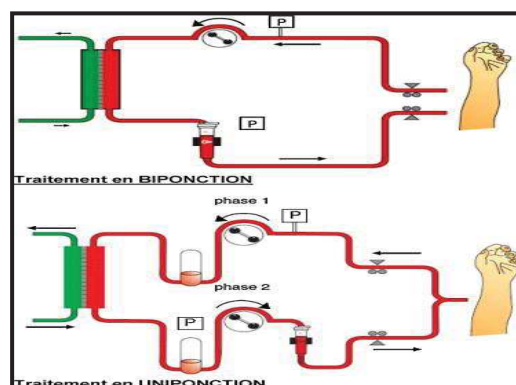 P
P
Traitement en BIPONCTION
phase 1
P
phase 2
P
Traitement en UNIPONCTION